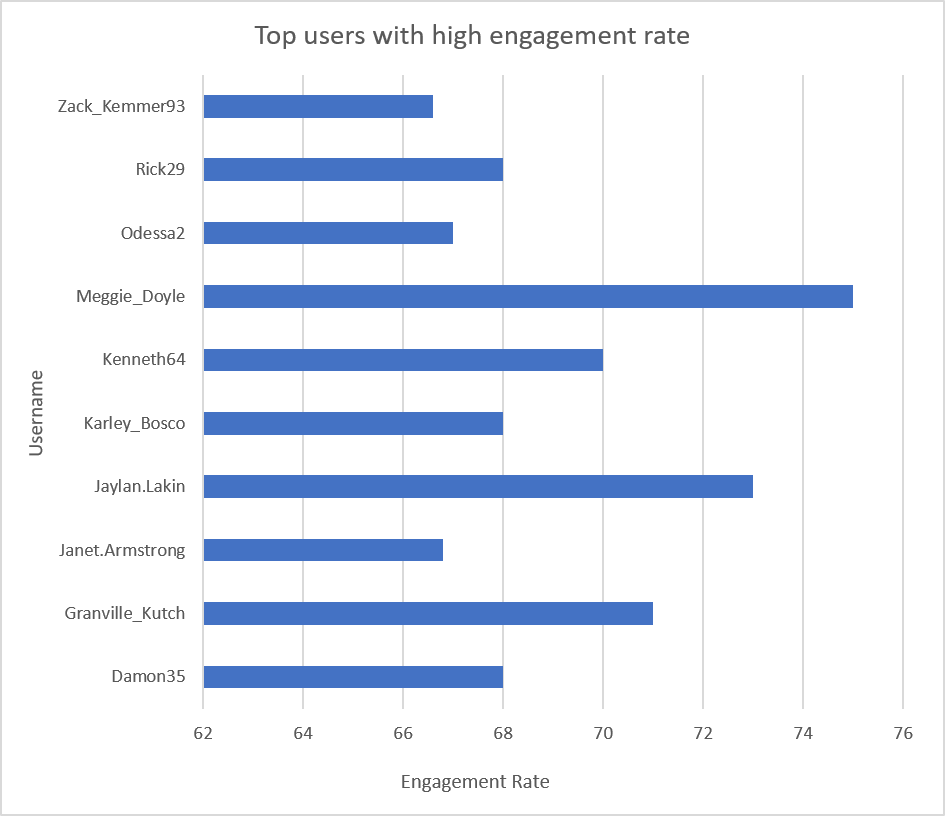 Top users with high engagement rate
Zack_Kemmer93
Rick29
Odessa2
Meggie_Doyle
Kenneth64
Karley_Bosco
Jaylan.Lakin
Janet.Armstrong
Granville_Kutch
Damon35
Username
62 64 66 68 70 72 74 76
Engagement Rate